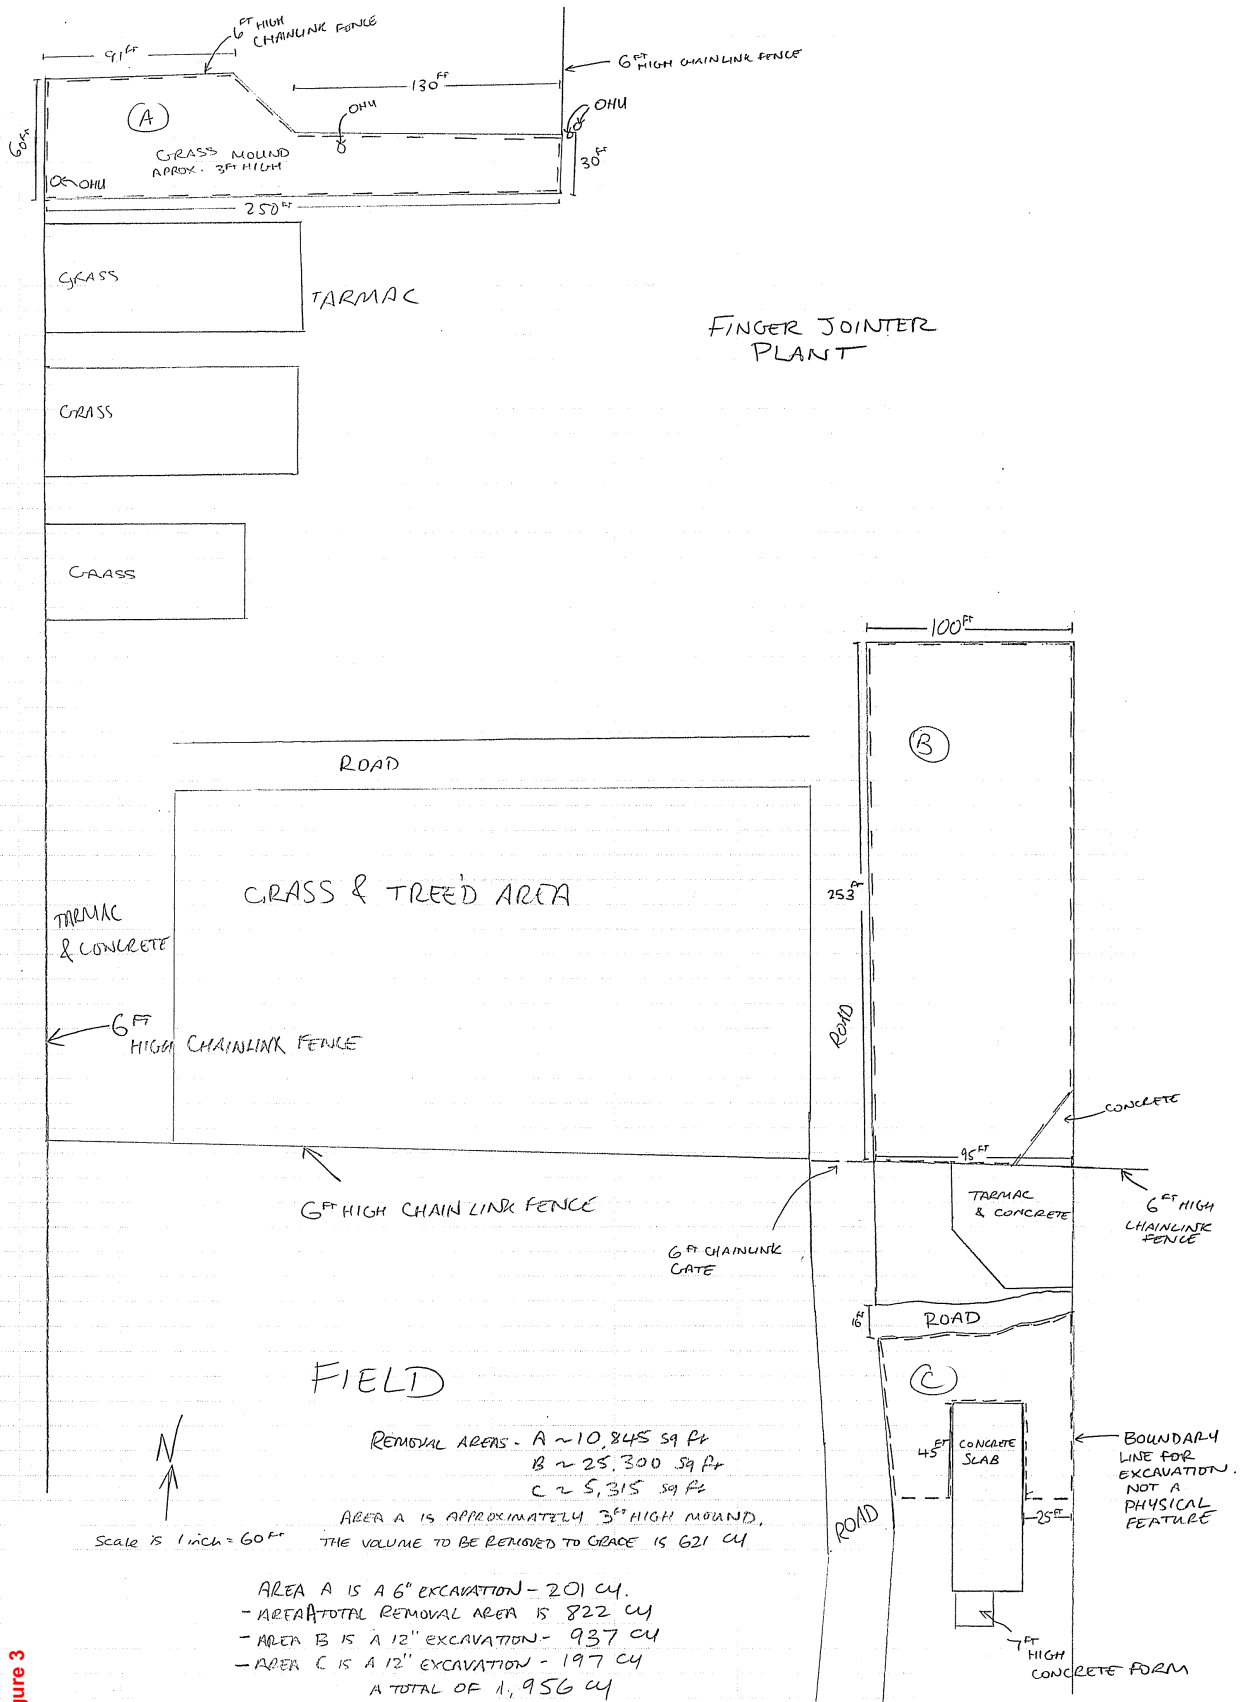 6FT HIGH
CHAINLINK FENCE
91FT
6FT HIGH CHAINLINK FENCE
130FT
OHU
OHU
A
60FT
GRASS MOUND
APROX. 3FT HIGH
30FT
OHU
250FT
GRASS
TARMAC
FINGER JOINTER
PLANT
GRASS
GRASS
100FT
B
ROAD
GRASS & TREE'D AREA
253FT
TARMAC
& CONCRETE
6FT
HIGH CHAINLINK FENCE
ROAD
CONCRETE
95FT
6FT HIGH CHAIN LINK FENCE
TARMAC
& CONCRETE
6FT HIGH
CHAINLINK
FENCE
6FT CHAINLINK
GATE
16FT
ROAD
FIELD
C
N
REMOVAL AREAS - A ~ 10,845 sq ft
B ~ 25,300 sq ft
C ~ 5,315 sq ft
45FT
CONCRETE
SLAB
BOUNDARY
LINE FOR
EXCAVATION.
NOT A
PHYSICAL
FEATURE
25FT
ROAD
Scale is 1 inch = 60FT
AREA A IS APPROXIMATELY 3FT HIGH MOUND,
THE VOLUME TO BE REMOVED TO GRACE IS 621 CY
AREA A IS A 6" EXCAVATION - 201 CY.
- AREA A TOTAL REMOVAL AREA IS 822 CY
- AREA B IS A 12" EXCAVATION - 937 CY
- AREA C IS A 12" EXCAVATION - 197 CY
A TOTAL OF 1,956 CY
7FT
HIGH
CONCRETE FORM
gure 3